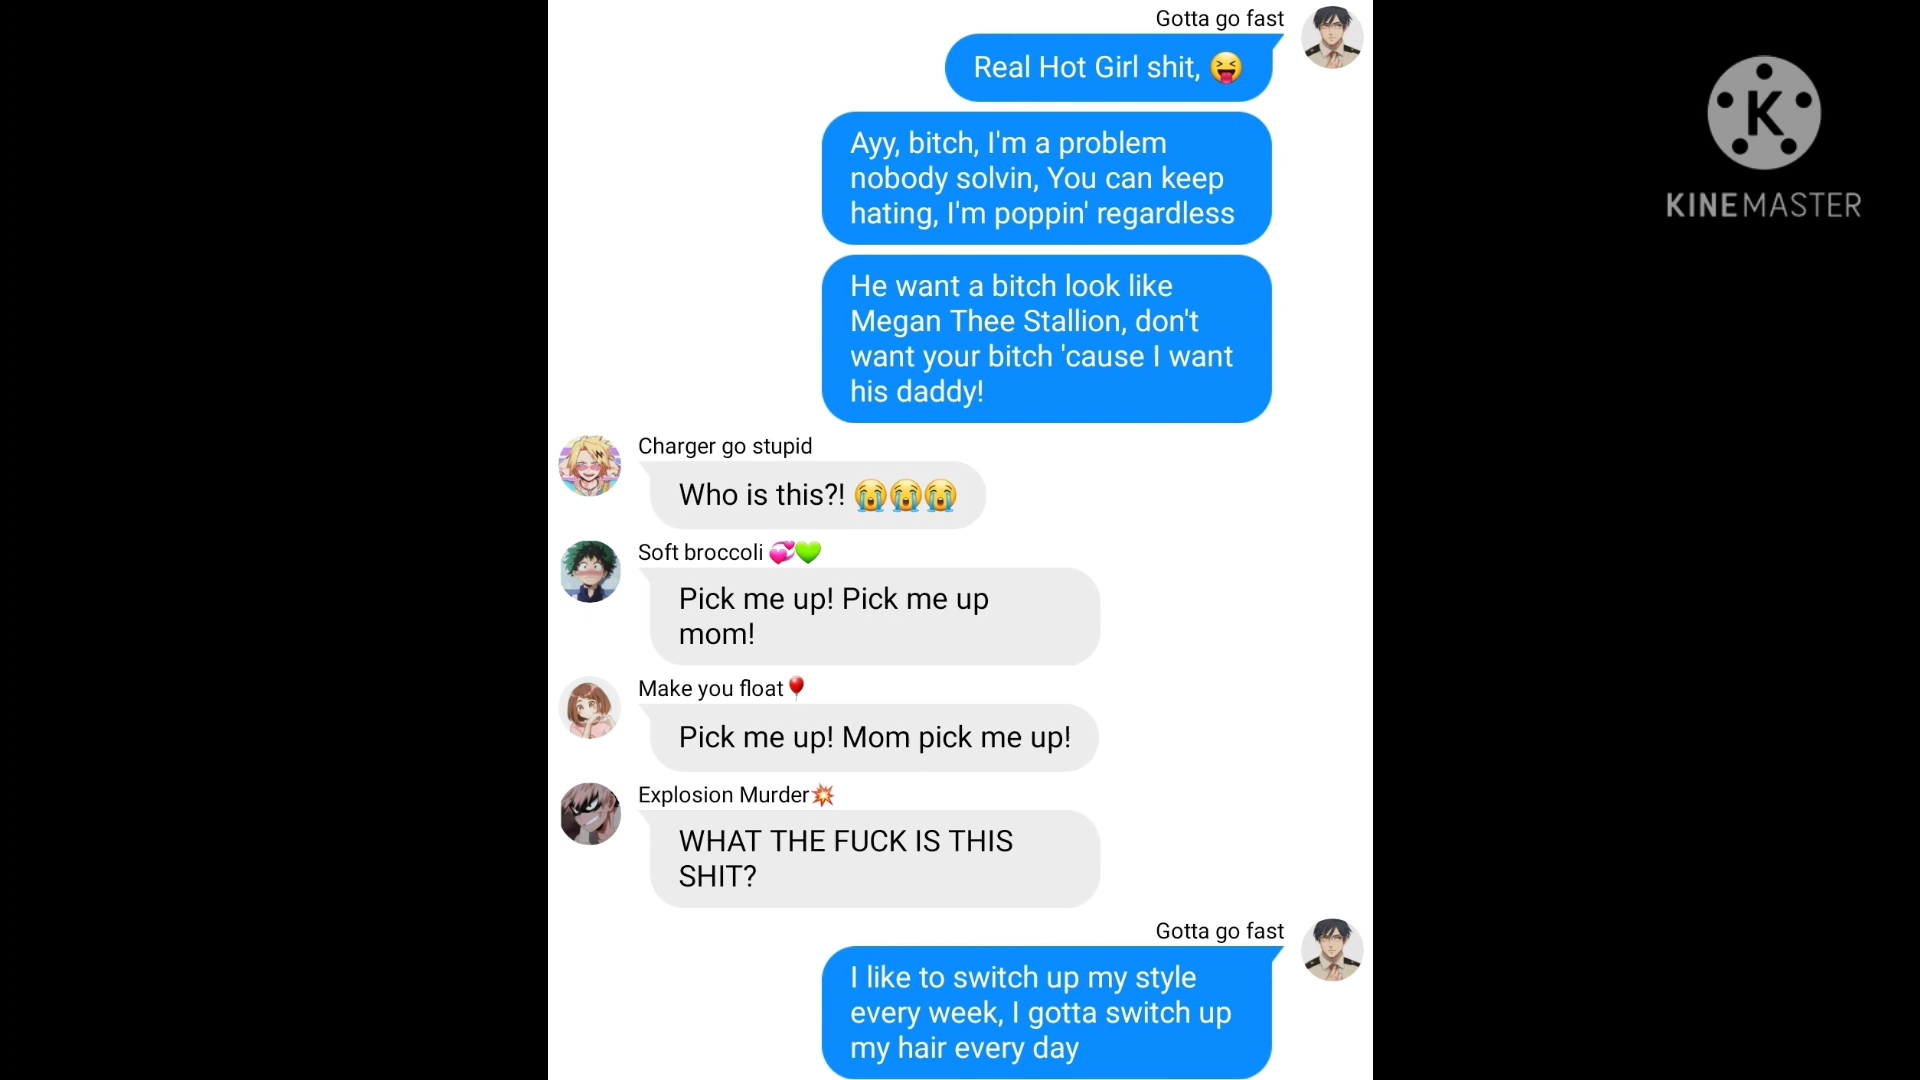 Gotta go fast
Real Hot Girl shit, 😝
Ayy, bitch, I'm a problem
nobody solvin, You can keep
hating, I'm poppin' regardless
He want a bitch look like
Megan Thee Stallion, don't
want your bitch 'cause I want
his daddy!
Charger go stupid
Who is this?! 😭😭😭
Soft broccoli 💞💚
Pick me up! Pick me up
mom!
Make you float🎈
Pick me up! Mom pick me up!
Explosion Murder💥
WHAT THE FUCK IS THIS
SHIT?
Gotta go fast
I like to switch up my style
every week, I gotta switch up
my hair every day
K
KINEMASTER